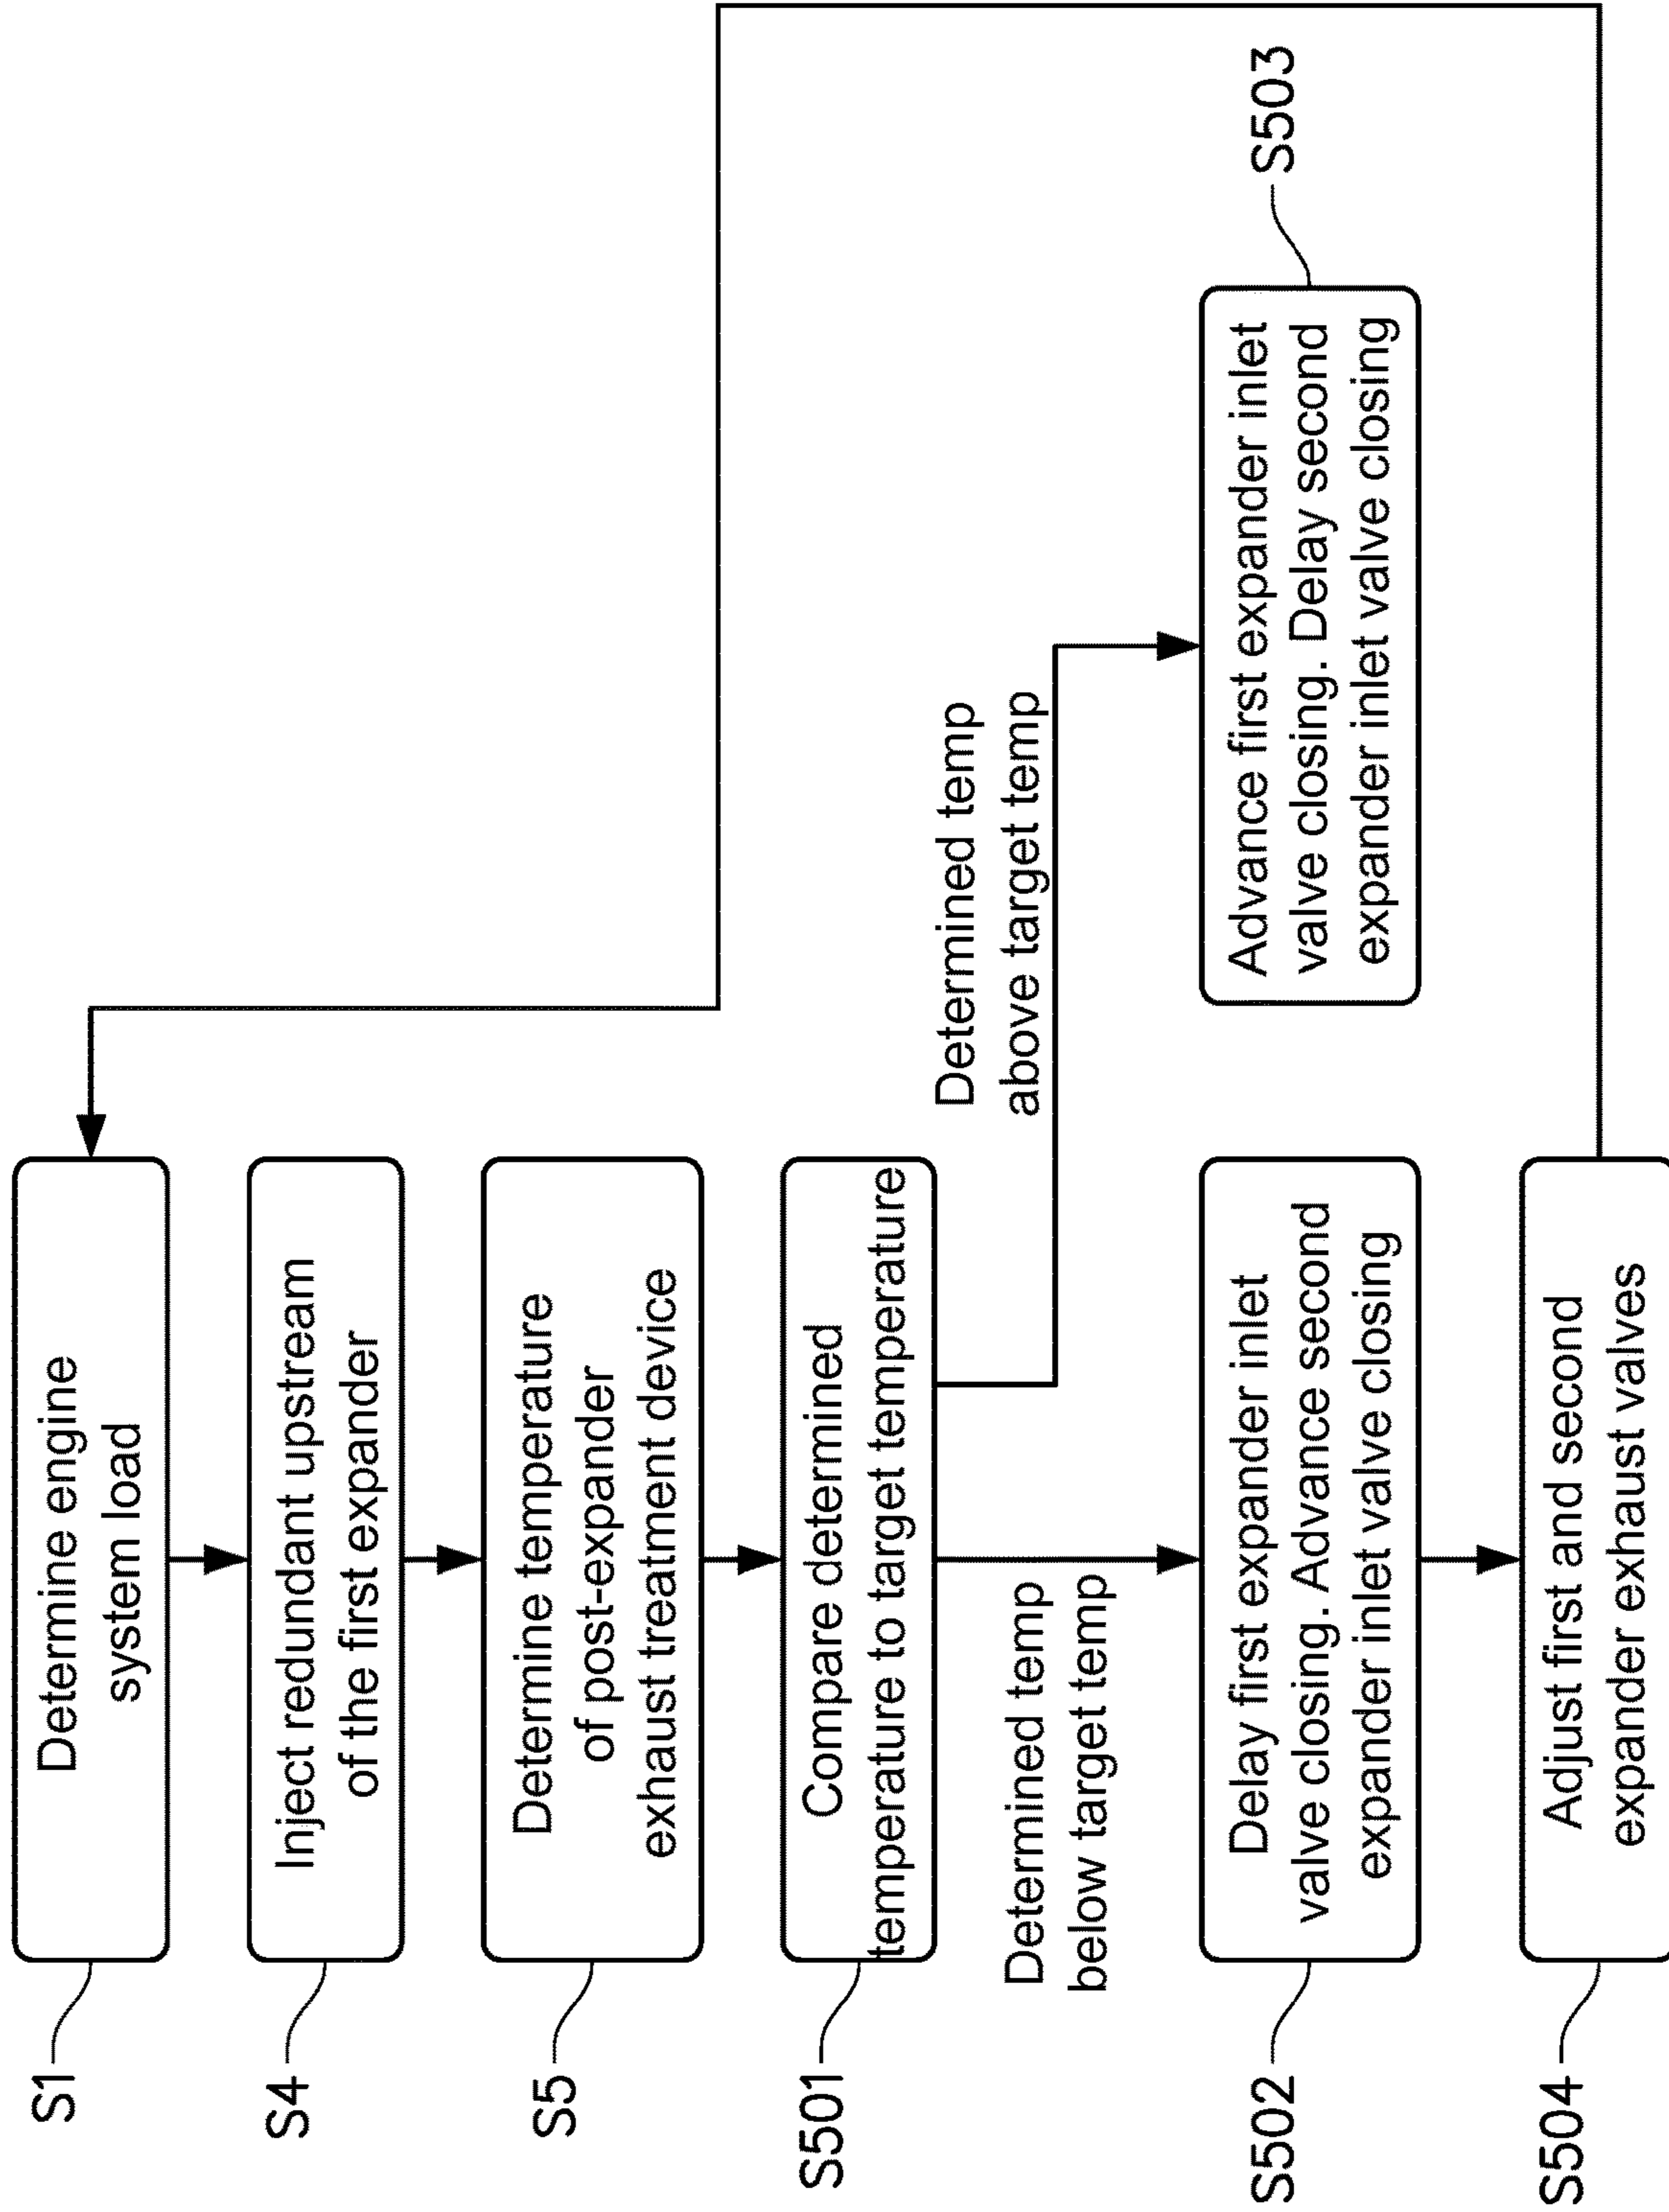 S1
Determine engine
system load
S4
Inject redundant upstream
of the first expander
S5
Determine temperature
of post-expander
exhaust treatment device
S501
Compare determined
temperature to target temperature
Determined temp
below target temp
Determined temp
above target temp
S502
Delay first expander inlet
valve closing. Advance second
expander inlet valve closing
Advance first expander inlet
valve closing. Delay second
expander inlet valve closing
S503
S504
Adjust first and second
expander exhaust valves